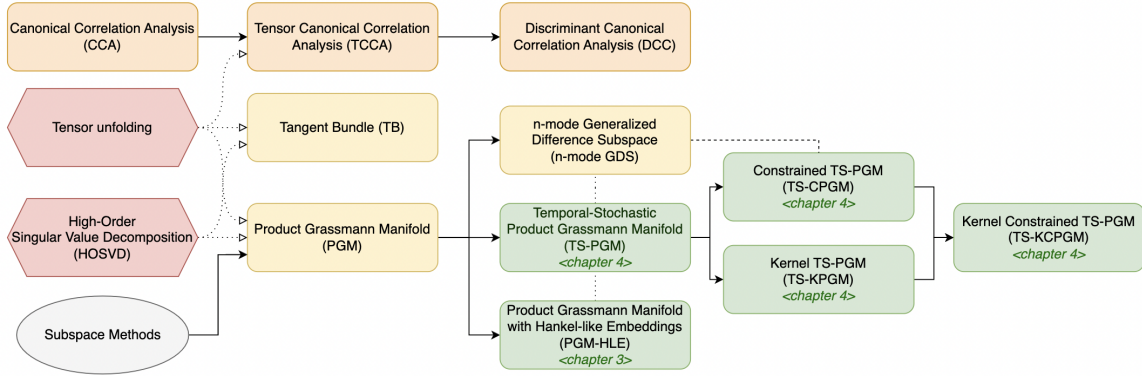 Canonical Correlation Analysis
(CCA)
Tensor Canonical Correlation
Analysis (TCCA)
Discriminant Canonical
Correlation Analysis (DCC)
Tensor unfolding
Tangent Bundle (TB)
n-mode Generalized
Difference Subspace
(n-mode GDS)
Constrained TS-PGM
(TS-CPGM)
<chapter 4>
High-Order
Singular Value Decomposition
(HOSVD)
Product Grassmann Manifold
(PGM)
Temporal-Stochastic
Product Grassmann Manifold
(TS-PGM)
<chapter 4>
Kernel TS-PGM
(TS-KPGM)
<chapter 4>
Kernel Constrained TS-PGM
(TS-KCPGM)
<chapter 4>
Subspace Methods
Product Grassmann Manifold
with Hankel-like Embeddings
(PGM-HLE)
<chapter 3>